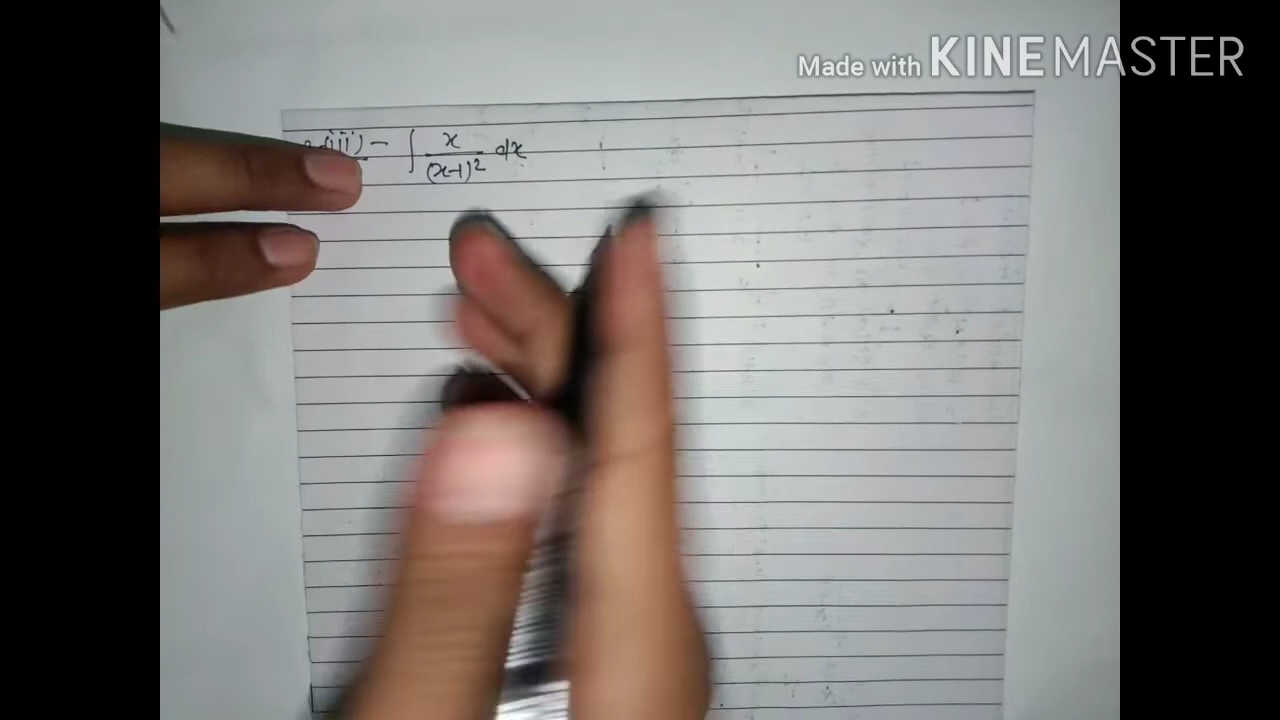 Made with KINEMASTER
(iii) - ∫ x/(x-1)² dx